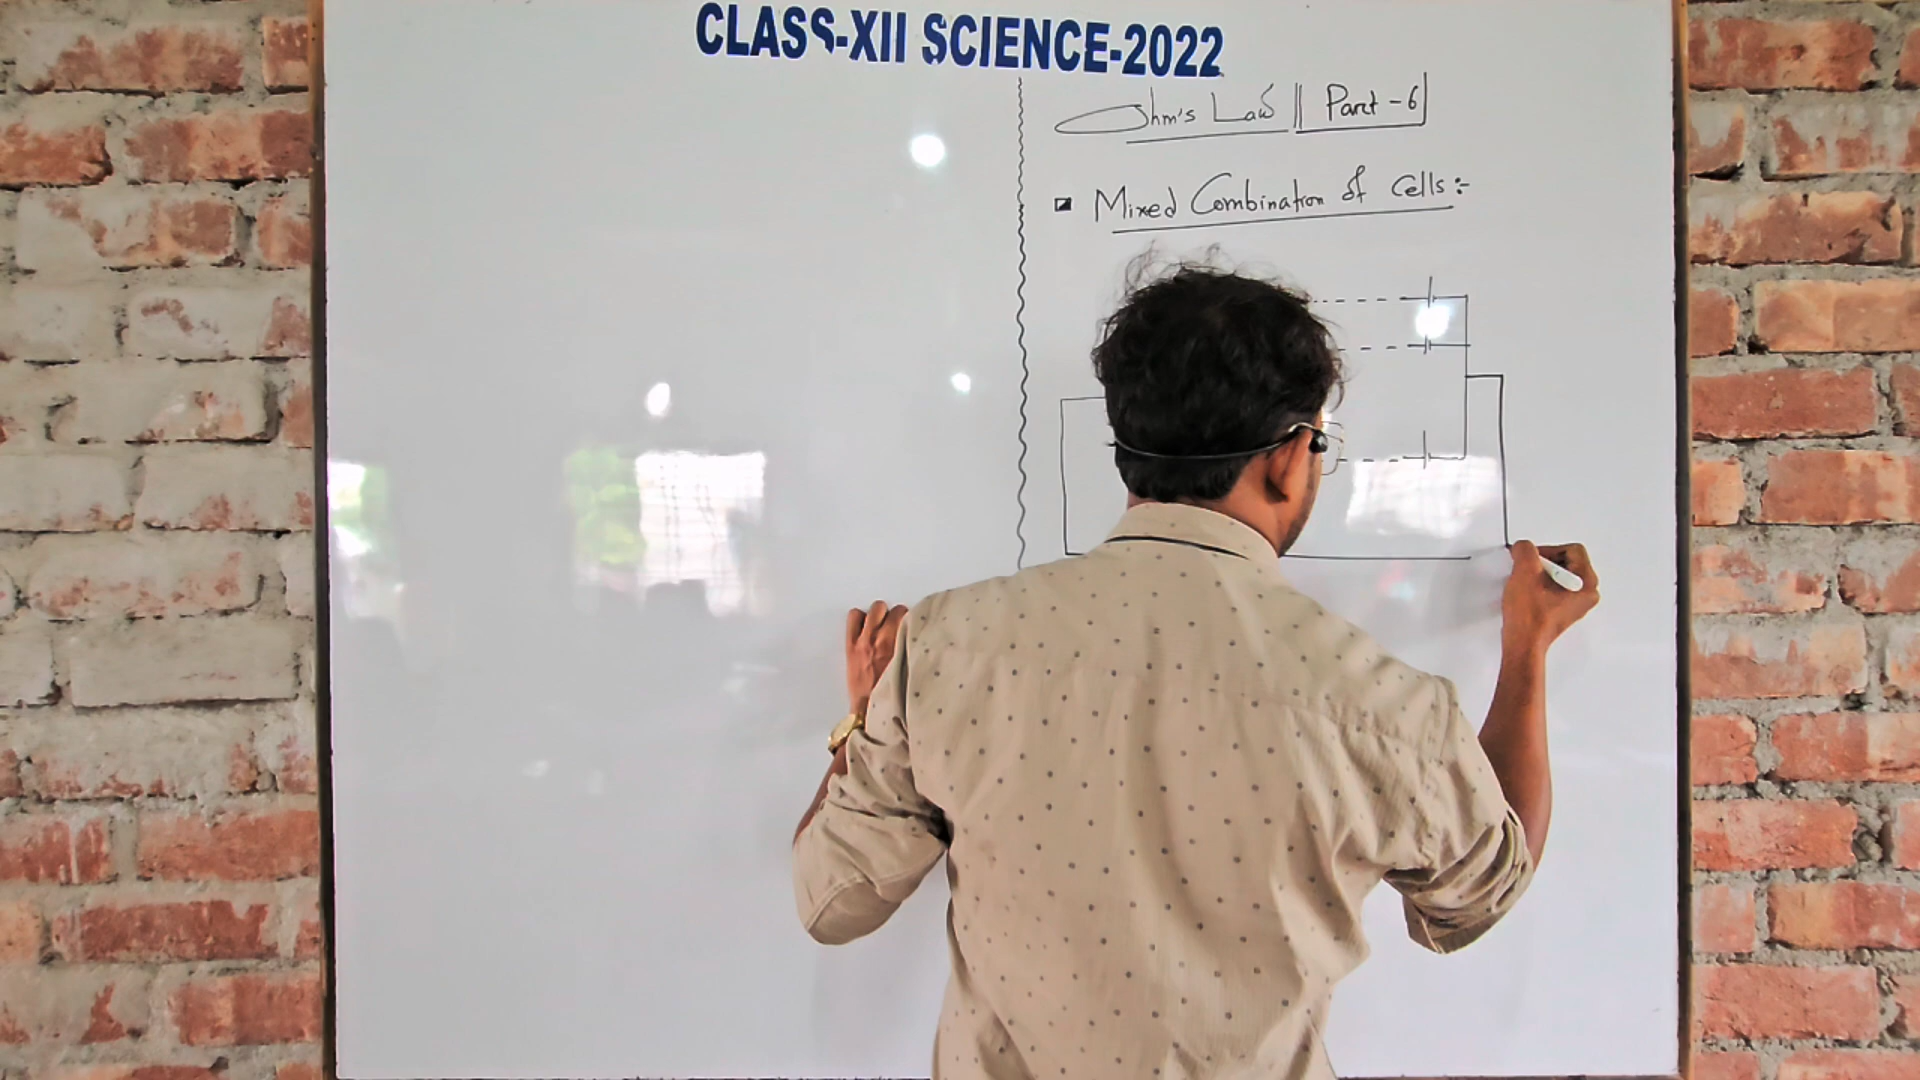 CLASS-XII SCIENCE-2022
Ohm's Law || Part - 6
Mixed Combination of Cells :-